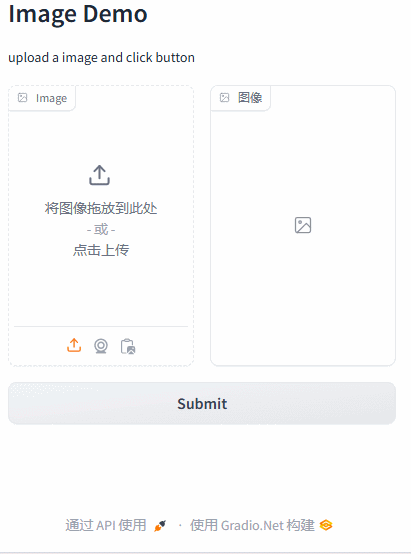 Image Demo
upload a image and click button
Image
图像
将图像拖放到此处
- 或 -
点击上传
Submit
通过 API 使用 · 使用 Gradio.Net 构建